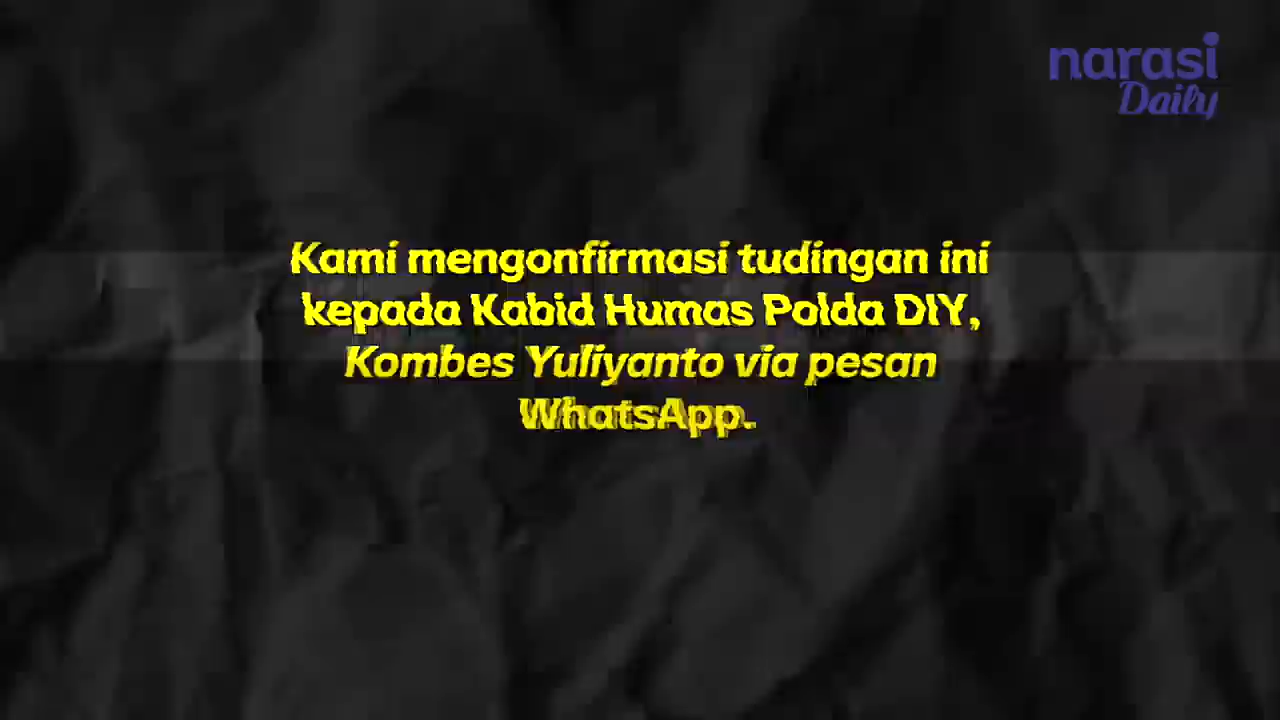 narasi
Daily
Kami mengonfirmasi tudingan ini
kepada Kabid Humas Polda DIY,
Kombes Yuliyanto via pesan
WhatsApp.